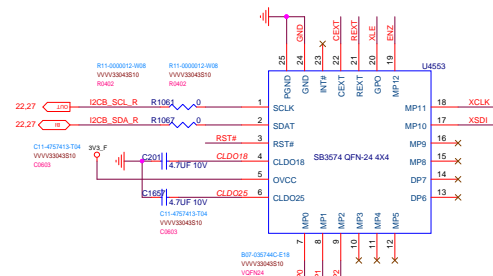 GND
CEXT
REXT
XLE
ENZ
25
24
23
22
21
20
19
U4553
PGND
GND
INT#
CEXT
REXT
GPO
MP12
R11-0000012-W08
VVVV33043S10
R0402
R11-0000012-W08
VVVV33043S10
R0402
22.27 OUT I2CB_SCL_R R1061 0 1 SCLK MP11 18 XCLK
22.27 BI I2CB_SDA_R R1067 0 2 SDAT MP10 17 XSDI
RST# 3 RST# MP9 16
C11-4757413-T04
VVVV33043S10
C0603
3V3_F
C201 CLDO18 4 CLDO18 SB3574 QFN-24 4X4 MP8 15
4.7UF 10V
5 OVCC DP7 14
C1657 CLDO25 6 CLDO25 DP6 13
4.7UF 10V
C11-4757413-T04
VVVV33043S10
C0603
MP0
MP1
MP2
MP3
MP4
MP5
7
8
9
10
11
12
B07-035744C-E18
VVVV33043S10
VQFN24